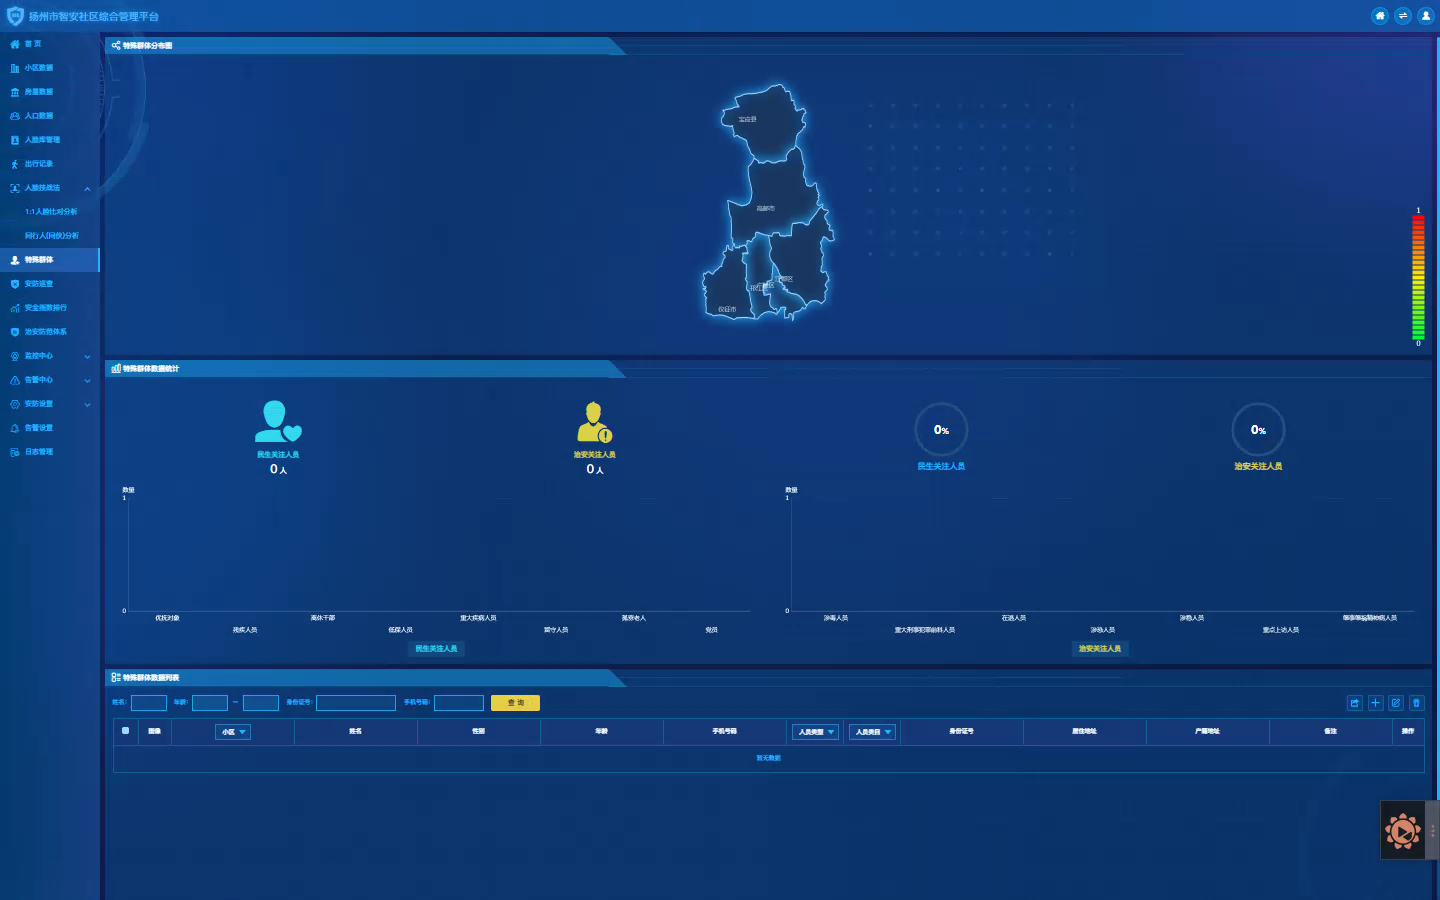 扬州市智安社区综合管理平台
首 页
小区数据
房屋数据
人口数据
人脸库管理
出行记录
人脸技战法
1:1人脸比对分析
同行人(同伙)分析
特殊群体
安防巡查
安全指数排行
治安防范体系
监控中心
告警中心
安防设置
告警设置
日志管理
特殊群体分布图
宝应县
高邮市
仪征市
1
0
特殊群体数据统计
民生关注人员
0 人
治安关注人员
0 人
0%
民生关注人员
0%
治安关注人员
数量
1
0
优抚对象
残疾人员
离休干部
低保人员
重大疾病人员
留守人员
孤寡老人
党员
民生关注人员
数量
1
0
涉毒人员
重大刑事犯罪前科人员
在逃人员
涉稳人员
涉恐人员
重点上访人员
肇事肇祸精神病人员
治安关注人员
特殊群体数据列表
姓名: 年龄: — 身份证号: 手机号码: 查 询
图像 小区 姓名 性别 年龄 手机号码 人员类型 人员类目 身份证号 居住地址 户籍地址 备注 操作
暂无数据